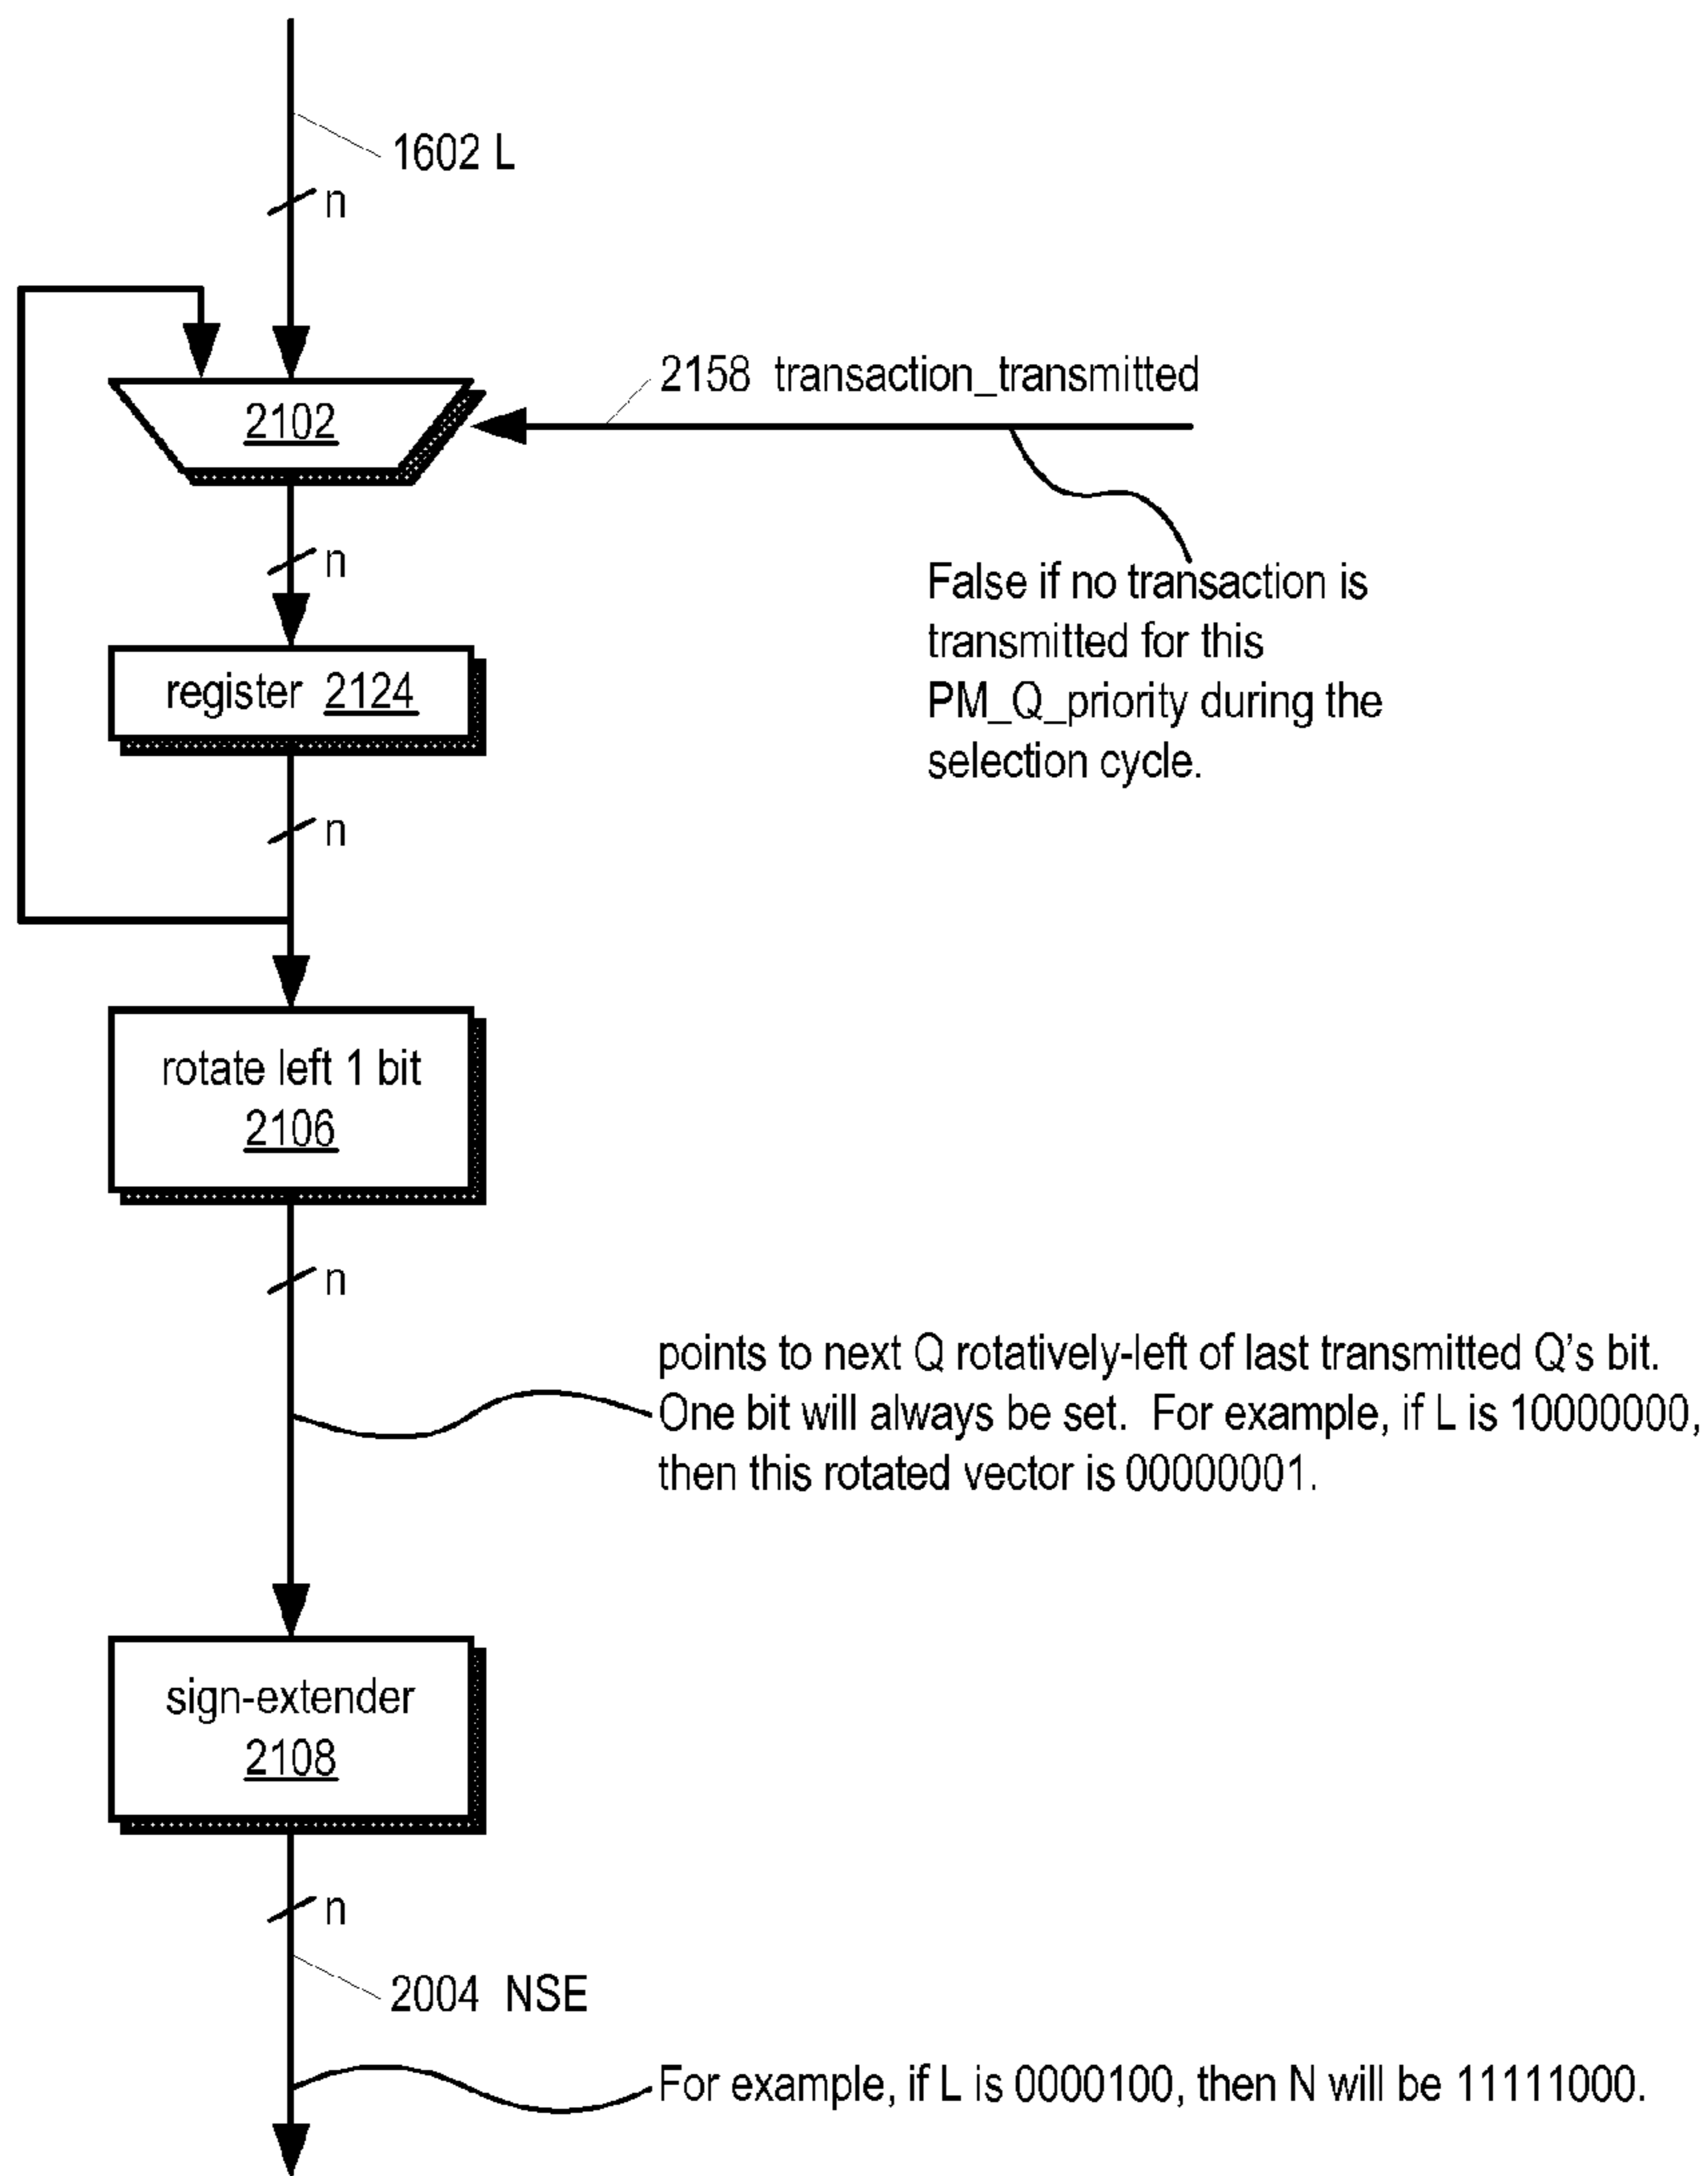 1602 L
n
2102
2158 transaction_transmitted
n
False if no transaction is
transmitted for this
PM_Q_priority during the
selection cycle.
register 2124
n
rotate left 1 bit
2106
n
points to next Q rotatively-left of last transmitted Q's bit.
One bit will always be set. For example, if L is 10000000,
then this rotated vector is 00000001.
sign-extender
2108
n
2004 NSE
For example, if L is 0000100, then N will be 11111000.